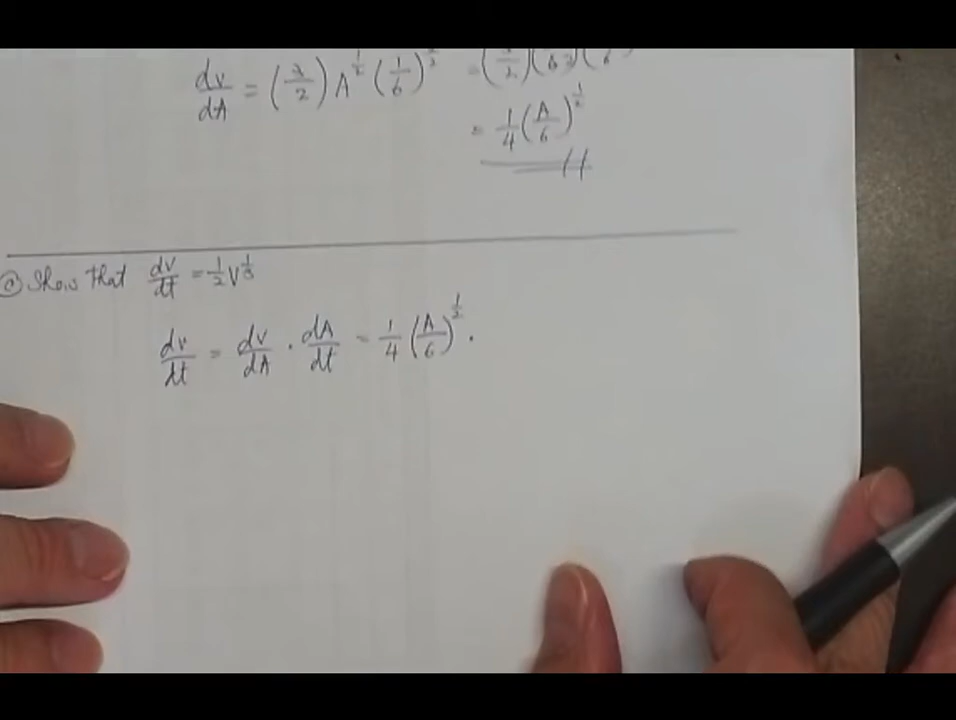 dv/dA = (3/2) A^{1/2} (1/6)^{3/2}
= 1/4 (A/6)^{1/2}
Show that dV/dt = 1/2 V^{1/3}
dv/dt = dv/dA · dA/dt = 1/4 (A/6)^{1/2} ·